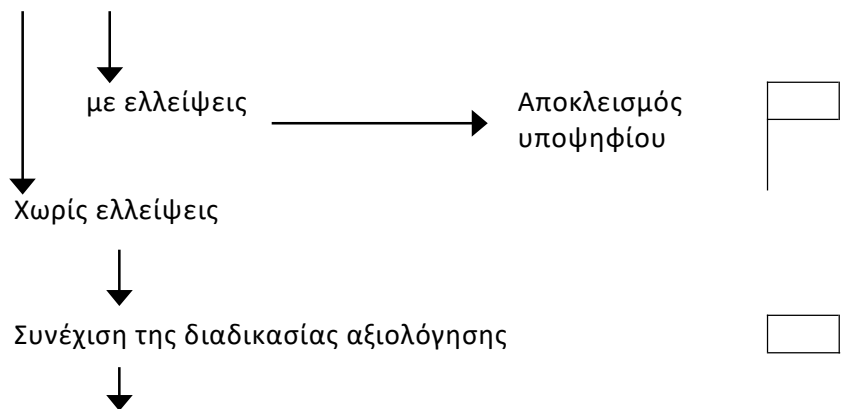 με ελλείψεις
Αποκλεισμός
υποψηφίου
Χωρίς ελλείψεις
Συνέχιση της διαδικασίας αξιολόγησης